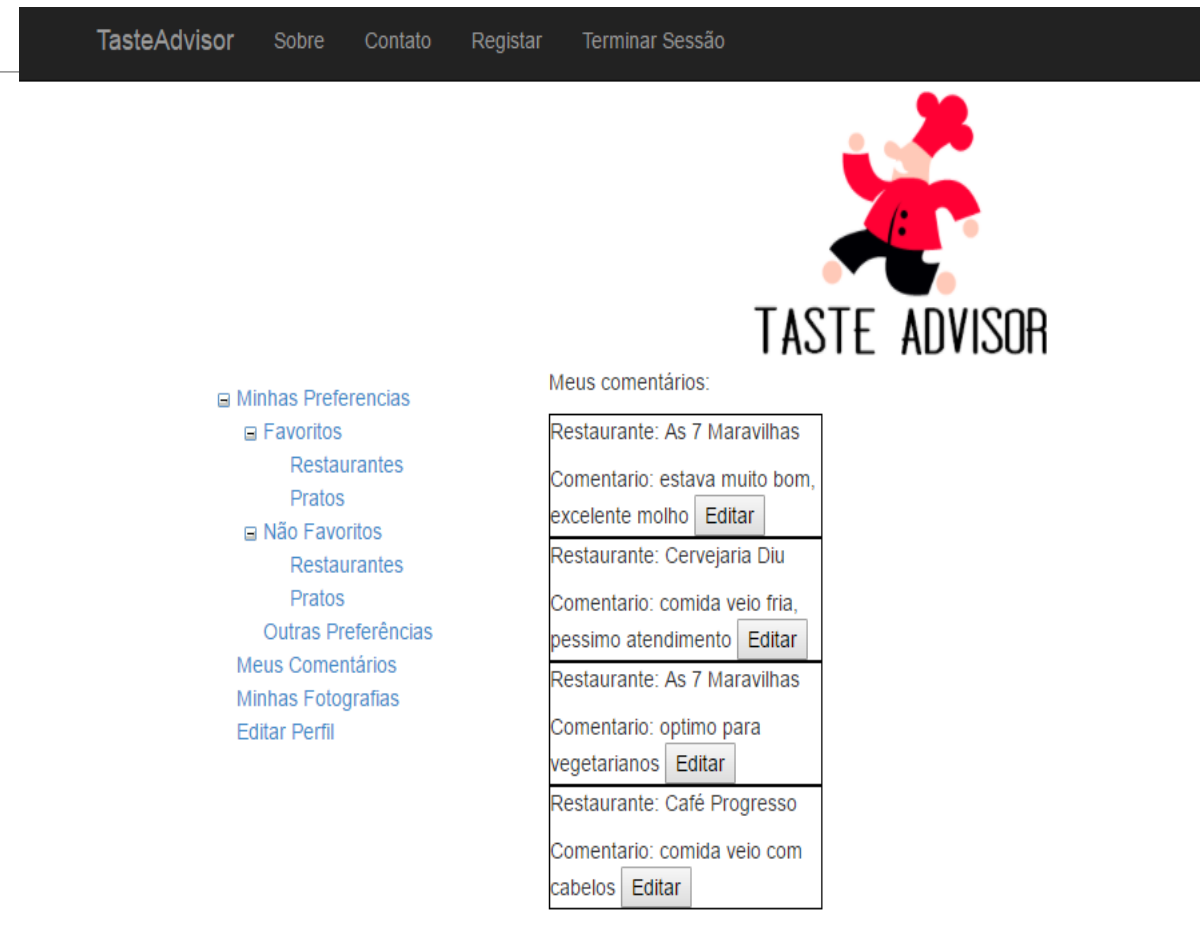 TasteAdvisor Sobre Contato Registar Terminar Sessão
TASTE ADVISOR
Minhas Preferencias
Favoritos
Restaurantes
Pratos
Não Favoritos
Restaurantes
Pratos
Outras Preferências
Meus Comentários
Minhas Fotografias
Editar Perfil
Meus comentários:
Restaurante: As 7 Maravilhas
Comentario: estava muito bom,
excelente molho Editar
Restaurante: Cervejaria Diu
Comentario: comida veio fria,
pessimo atendimento Editar
Restaurante: As 7 Maravilhas
Comentario: optimo para
vegetarianos Editar
Restaurante: Café Progresso
Comentario: comida veio com
cabelos Editar